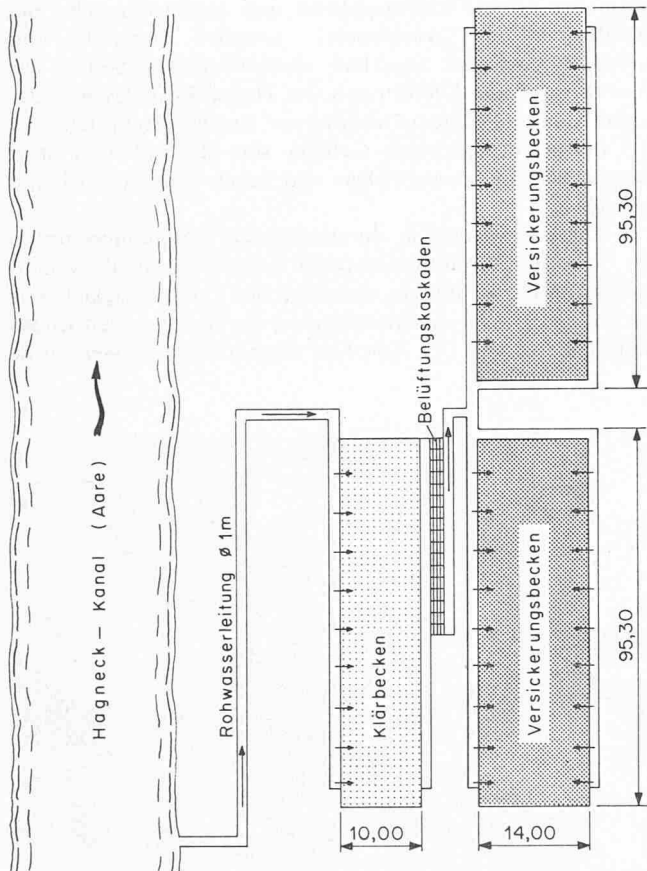 Hagneck – Kanal (Aare)
Rohwasserleitung ø 1m
Klärbecken
10,00
Belüftungskaskaden
Versickerungsbecken
95,30
Versickerungsbecken
95,30
14,00